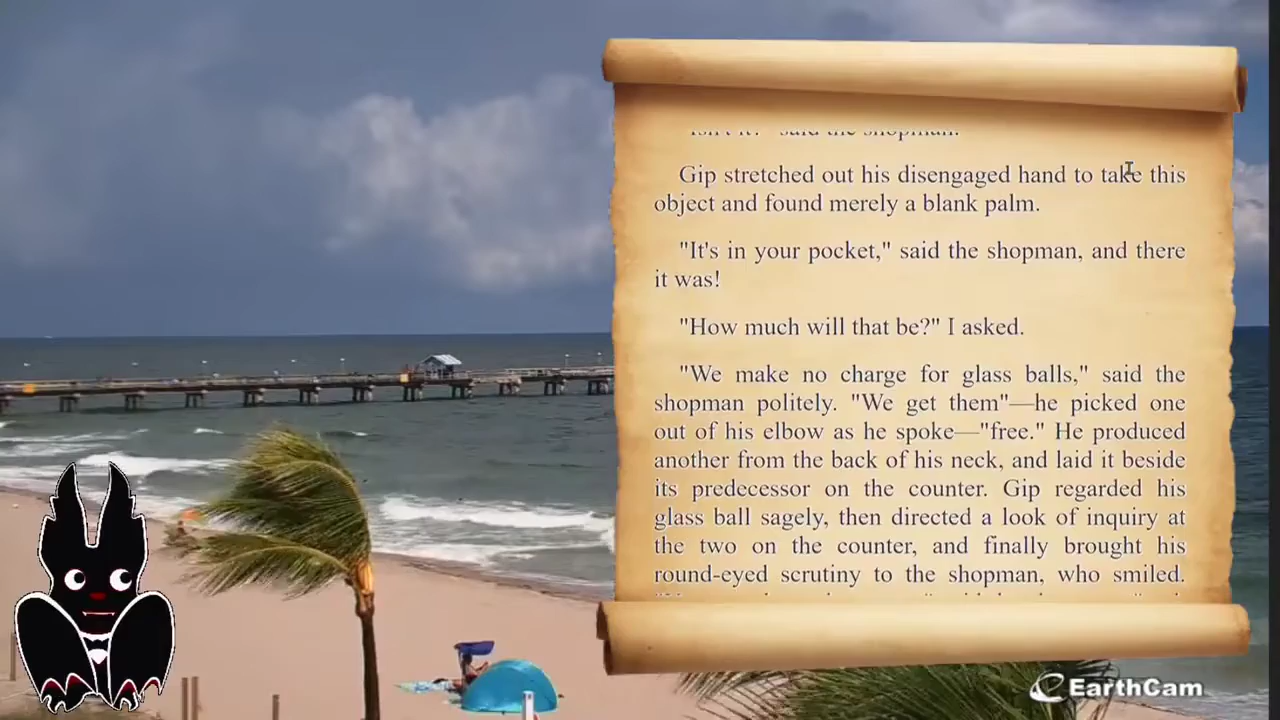 "Isn't it?" said the shopman.
Gip stretched out his disengaged hand to take this
object and found merely a blank palm.
"It's in your pocket," said the shopman, and there
it was!
"How much will that be?" I asked.
"We make no charge for glass balls," said the
shopman politely. "We get them"—he picked one
out of his elbow as he spoke—"free." He produced
another from the back of his neck, and laid it beside
its predecessor on the counter. Gip regarded his
glass ball sagely, then directed a look of inquiry at
the two on the counter, and finally brought his
round-eyed scrutiny to the shopman, who smiled.
EarthCam